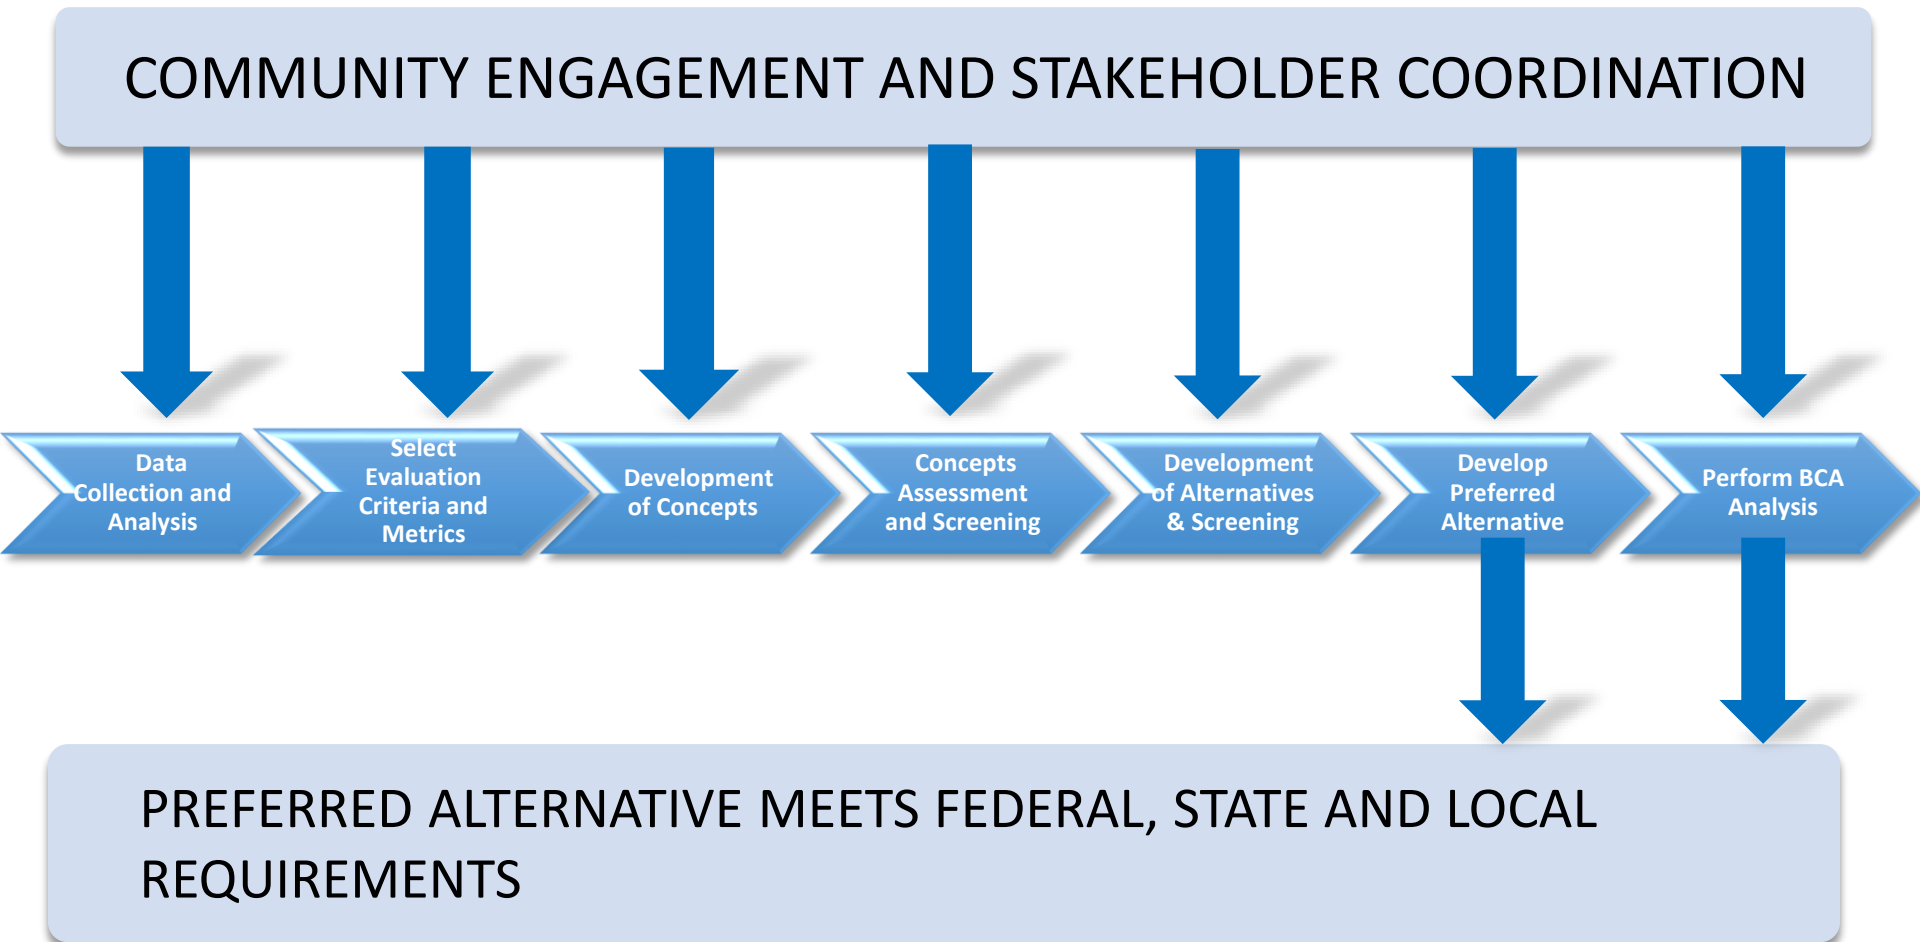 COMMUNITY ENGAGEMENT AND STAKEHOLDER COORDINATION
Data
Collection and
Analysis
Select
Evaluation
Criteria and
Metrics
Development
of Concepts
Concepts
Assessment
and Screening
Development
of Alternatives
& Screening
Develop
Preferred
Alternative
Perform BCA
Analysis
PREFERRED ALTERNATIVE MEETS FEDERAL, STATE AND LOCAL
REQUIREMENTS